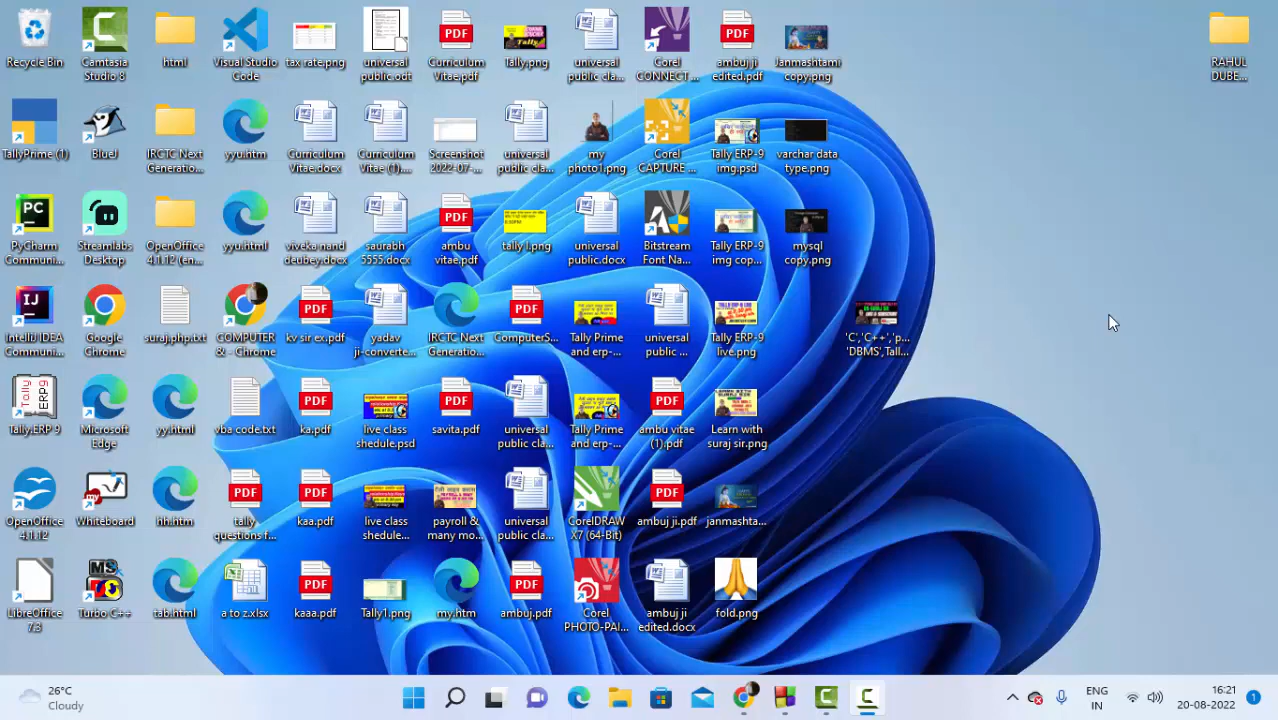 Recycle Bin
Camtasia Studio 8
html
Visual Studio Code
tax rate.png
universal public.odt
Curriculum Vitae.pdf
Tally.png
universal public cla...
Corel CONNECT ...
ambuj ji edited.pdf
Janmashtami copy.png
RAHUL DUBE...
TallyPrime (1)
BlueJ
IRCTC Next Generatio...
yyu.htm
Curriculum Vitae.docx
Curriculum Vitae (1)....
Screenshot 2022-07-...
universal public cla...
my photo1.png
Corel CAPTURE ...
Tally ERP-9 img.psd
varchar data type.png
PyCharm Communi...
Streamlabs Desktop
OpenOffice 4.1.12 (en...
yyu.html
viveka nand deubey.docx
saurabh 5555.docx
ambu vitae.pdf
tally l.png
universal public.docx
Bitstream Font Na...
Tally ERP-9 img cop...
mysql copy.png
IntelliJ IDEA Communi...
Google Chrome
suraj.php.txt
COMPUTER & - Chrome
kv sir ex.pdf
yadav ji-converte...
IRCTC Next Generatio...
ComputerS...
Tally Prime and erp-...
universal public ...
Tally ERP-9 live.png
'C','C++','p... 'DBMS',Tall...
Tally.ERP 9
Microsoft Edge
yy.html
vba code.txt
ka.pdf
live class shedule.psd
savita.pdf
universal public cla...
Tally Prime and erp-...
ambu vitae (1).pdf
Learn with suraj sir.png
OpenOffice 4.1.12
Whiteboard
hh.htm
tally questions f...
kaa.pdf
live class shedule...
payroll & many mo...
universal public cla...
CorelDRAW X7 (64-Bit)
ambuj ji.pdf
janmashta...
LibreOffice 7.3
Turbo C++
tab.html
a to z.xlsx
kaaa.pdf
Tally1.png
my.htm
ambuj.pdf
Corel PHOTO-PAI...
ambuj ji edited.docx
fold.png
26°C
Cloudy
ENG
IN
16:21
20-08-2022
1